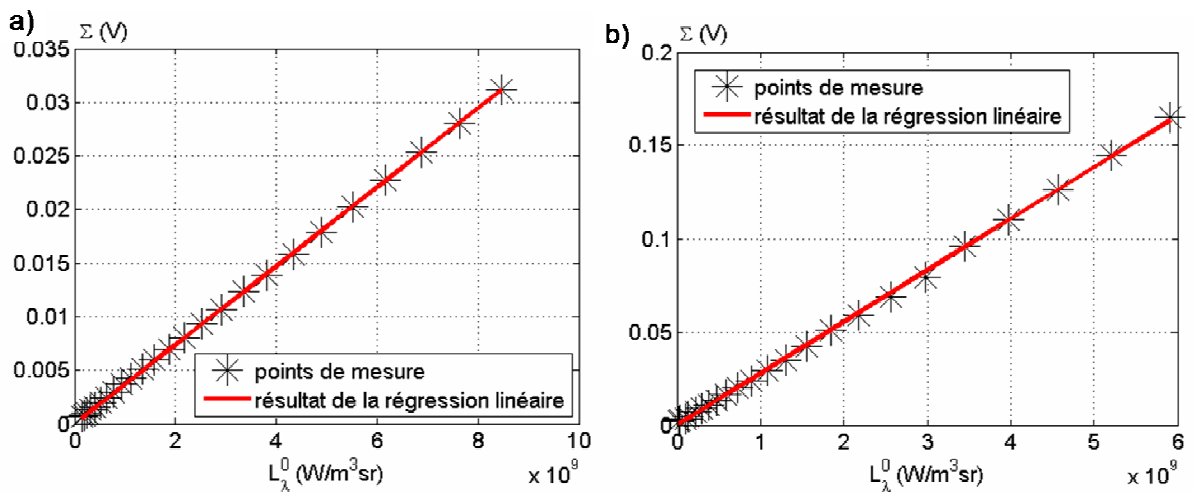 a)
Σ (V)
0.035
0.03
0.025
0.02
0.015
0.01
0.005
0
points de mesure
résultat de la régression linéaire
0 2 4 6 8 10
L⁰λ (W/m³sr)
x 10⁹
b)
Σ (V)
0.2
0.15
0.1
0.05
0
points de mesure
résultat de la régression linéaire
0 1 2 3 4 5 6
L⁰λ (W/m³sr)
x 10⁹